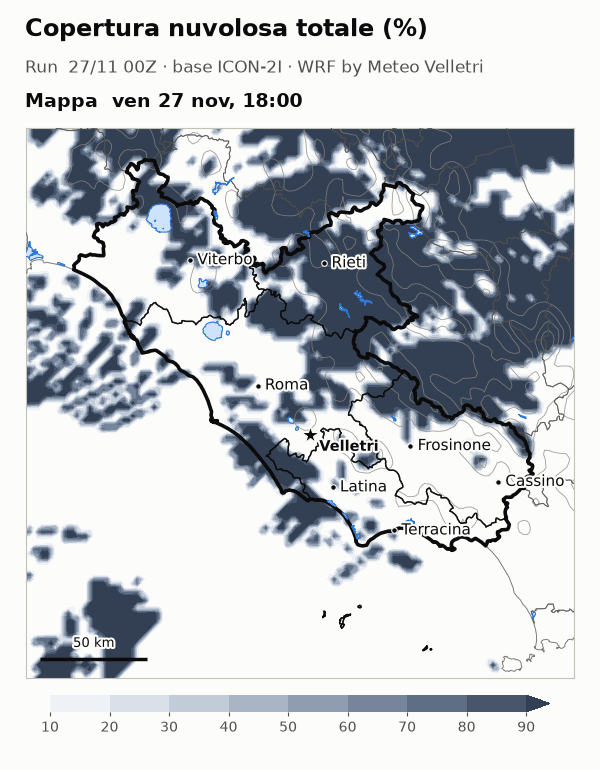 Copertura nuvolosa totale (%)
Run 27/11 00Z · base ICON-2I · WRF by Meteo Velletri
Mappa ven 27 nov, 18:00
Viterbo
Rieti
Roma
Velletri
Frosinone
Cassino
Latina
Terracina
50 km
10 20 30 40 50 60 70 80 90